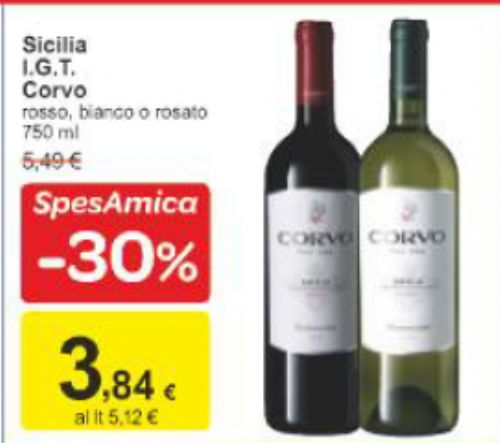 Sicilia
I.G.T.
Corvo
rosso, bianco o rosato
750 ml
5,49 €
SpesAmica
-30%
3,84 €
al lt 5,12 €
CORVO
CORVO